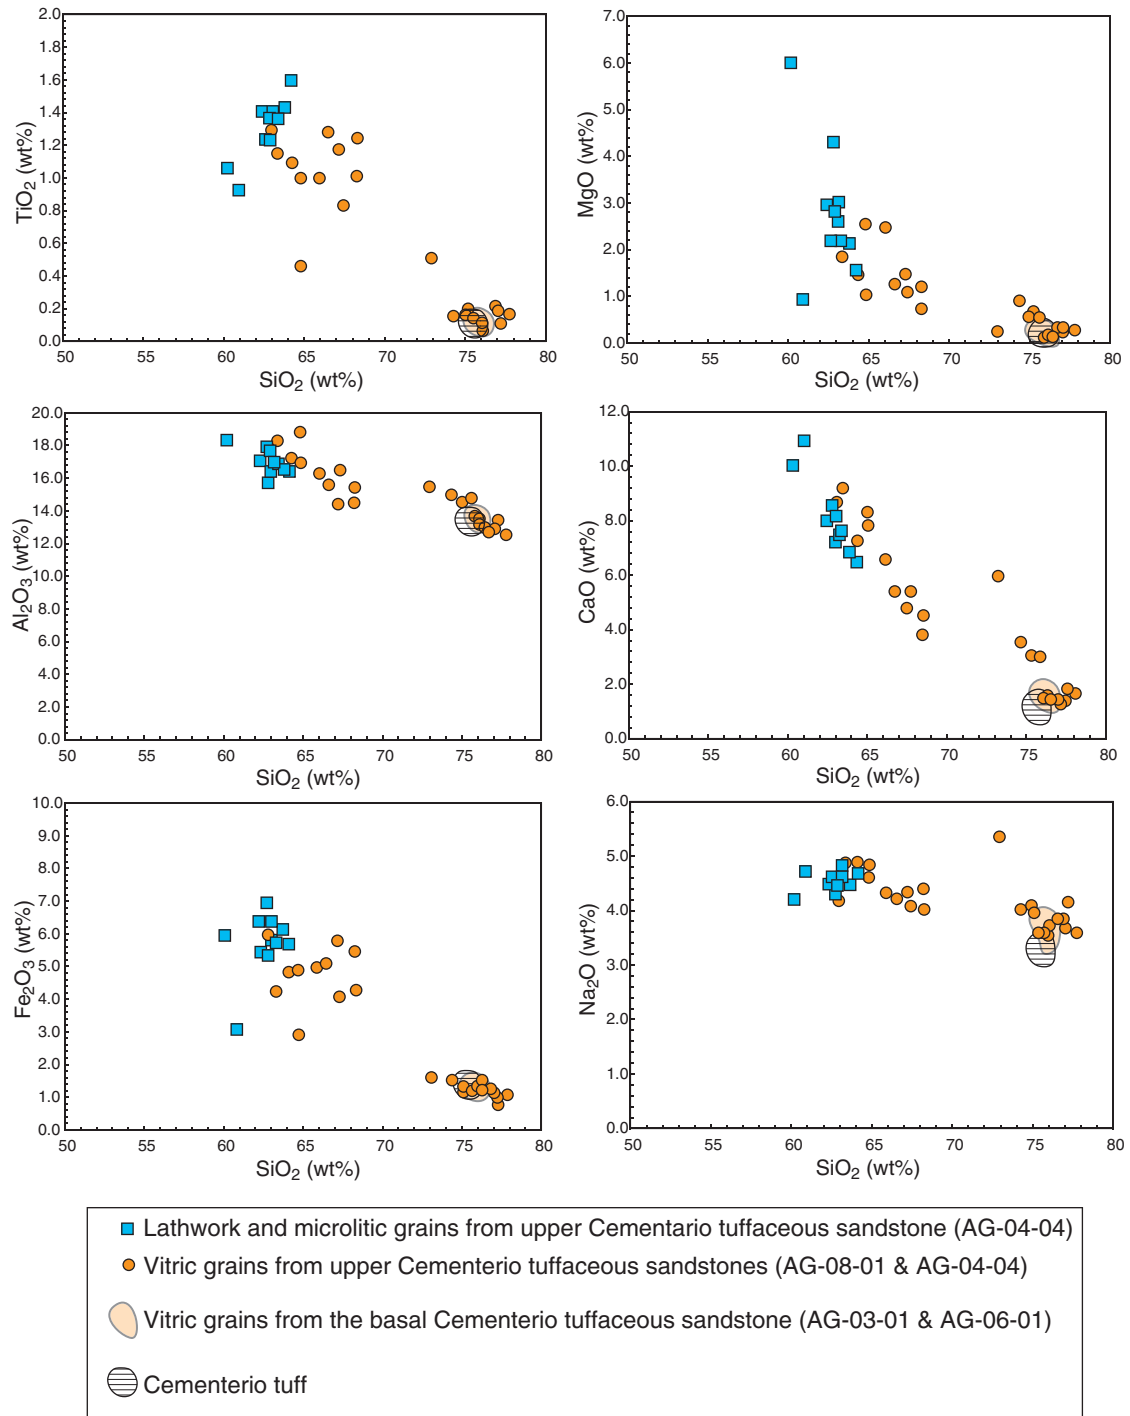 2.0
1.8
1.6
1.4
1.2
1.0
0.8
0.6
0.4
0.2
0.0
TiO2 (wt%)
50 55 60 65 70 75 80
SiO2 (wt%)
7.0
6.0
5.0
4.0
3.0
2.0
1.0
0.0
MgO (wt%)
50 55 60 65 70 75 80
SiO2 (wt%)
20.0
18.0
16.0
14.0
12.0
10.0
8.0
6.0
4.0
2.0
0.0
Al2O3 (wt%)
50 55 60 65 70 75 80
SiO2 (wt%)
12.0
10.0
8.0
6.0
4.0
2.0
0.0
CaO (wt%)
50 55 60 65 70 75 80
SiO2 (wt%)
10.0
9.0
8.0
7.0
6.0
5.0
4.0
3.0
2.0
1.0
0.0
Fe2O3 (wt%)
50 55 60 65 70 75 80
SiO2 (wt%)
6.0
5.0
4.0
3.0
2.0
1.0
0.0
Na2O (wt%)
50 55 60 65 70 75 80
SiO2 (wt%)
Lathwork and microlitic grains from upper Cementario tuffaceous sandstone (AG-04-04)
Vitric grains from upper Cementerio tuffaceous sandstones (AG-08-01 & AG-04-04)
Vitric grains from the basal Cementerio tuffaceous sandstone (AG-03-01 & AG-06-01)
Cementerio tuff